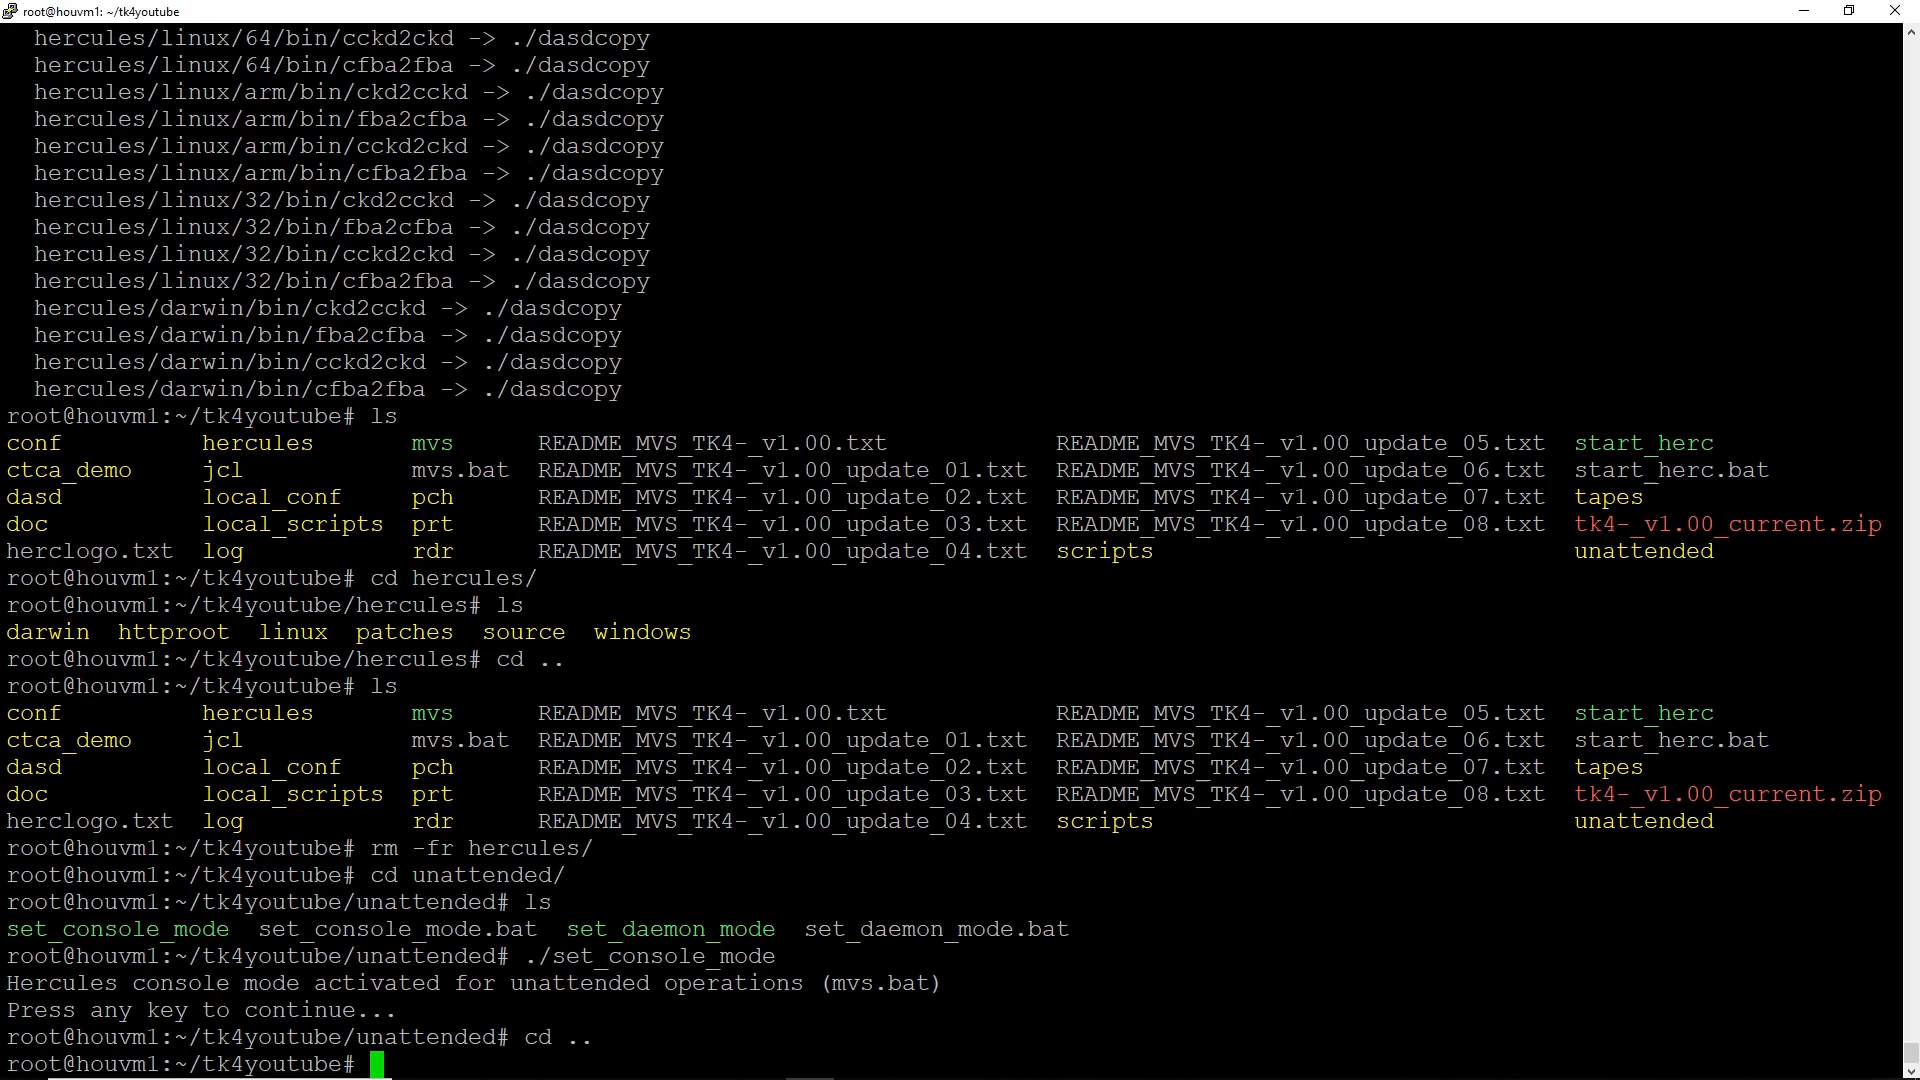 root@houvm1: ~/tk4youtube
hercules/linux/64/bin/cckd2ckd -> ./dasdcopy
hercules/linux/64/bin/cfba2fba -> ./dasdcopy
hercules/linux/arm/bin/ckd2cckd -> ./dasdcopy
hercules/linux/arm/bin/fba2cfba -> ./dasdcopy
hercules/linux/arm/bin/cckd2ckd -> ./dasdcopy
hercules/linux/arm/bin/cfba2fba -> ./dasdcopy
hercules/linux/32/bin/ckd2cckd -> ./dasdcopy
hercules/linux/32/bin/fba2cfba -> ./dasdcopy
hercules/linux/32/bin/cckd2ckd -> ./dasdcopy
hercules/linux/32/bin/cfba2fba -> ./dasdcopy
hercules/darwin/bin/ckd2cckd -> ./dasdcopy
hercules/darwin/bin/fba2cfba -> ./dasdcopy
hercules/darwin/bin/cckd2ckd -> ./dasdcopy
hercules/darwin/bin/cfba2fba -> ./dasdcopy
root@houvm1:~/tk4youtube# ls
conf hercules mvs README_MVS_TK4-_v1.00.txt README_MVS_TK4-_v1.00_update_05.txt start_herc
ctca_demo jcl mvs.bat README_MVS_TK4-_v1.00_update_01.txt README_MVS_TK4-_v1.00_update_06.txt start_herc.bat
dasd local_conf pch README_MVS_TK4-_v1.00_update_02.txt README_MVS_TK4-_v1.00_update_07.txt tapes
doc local_scripts prt README_MVS_TK4-_v1.00_update_03.txt README_MVS_TK4-_v1.00_update_08.txt tk4-_v1.00_current.zip
herclogo.txt log rdr README_MVS_TK4-_v1.00_update_04.txt scripts unattended
root@houvm1:~/tk4youtube# cd hercules/
root@houvm1:~/tk4youtube/hercules# ls
darwin httproot linux patches source windows
root@houvm1:~/tk4youtube/hercules# cd ..
root@houvm1:~/tk4youtube# ls
conf hercules mvs README_MVS_TK4-_v1.00.txt README_MVS_TK4-_v1.00_update_05.txt start_herc
ctca_demo jcl mvs.bat README_MVS_TK4-_v1.00_update_01.txt README_MVS_TK4-_v1.00_update_06.txt start_herc.bat
dasd local_conf pch README_MVS_TK4-_v1.00_update_02.txt README_MVS_TK4-_v1.00_update_07.txt tapes
doc local_scripts prt README_MVS_TK4-_v1.00_update_03.txt README_MVS_TK4-_v1.00_update_08.txt tk4-_v1.00_current.zip
herclogo.txt log rdr README_MVS_TK4-_v1.00_update_04.txt scripts unattended
root@houvm1:~/tk4youtube# rm -fr hercules/
root@houvm1:~/tk4youtube# cd unattended/
root@houvm1:~/tk4youtube/unattended# ls
set_console_mode set_console_mode.bat set_daemon_mode set_daemon_mode.bat
root@houvm1:~/tk4youtube/unattended# ./set_console_mode
Hercules console mode activated for unattended operations (mvs.bat)
Press any key to continue...
root@houvm1:~/tk4youtube/unattended# cd ..
root@houvm1:~/tk4youtube#